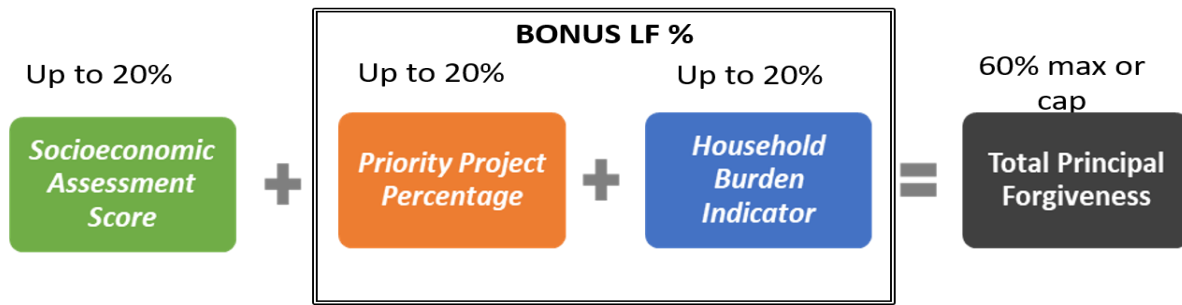 BONUS LF %
Up to 20%
Up to 20%
Up to 20%
60% max or
cap
Socioeconomic
Assessment
Score
+
Priority Project
Percentage
+
Household
Burden
Indicator
=
Total Principal
Forgiveness